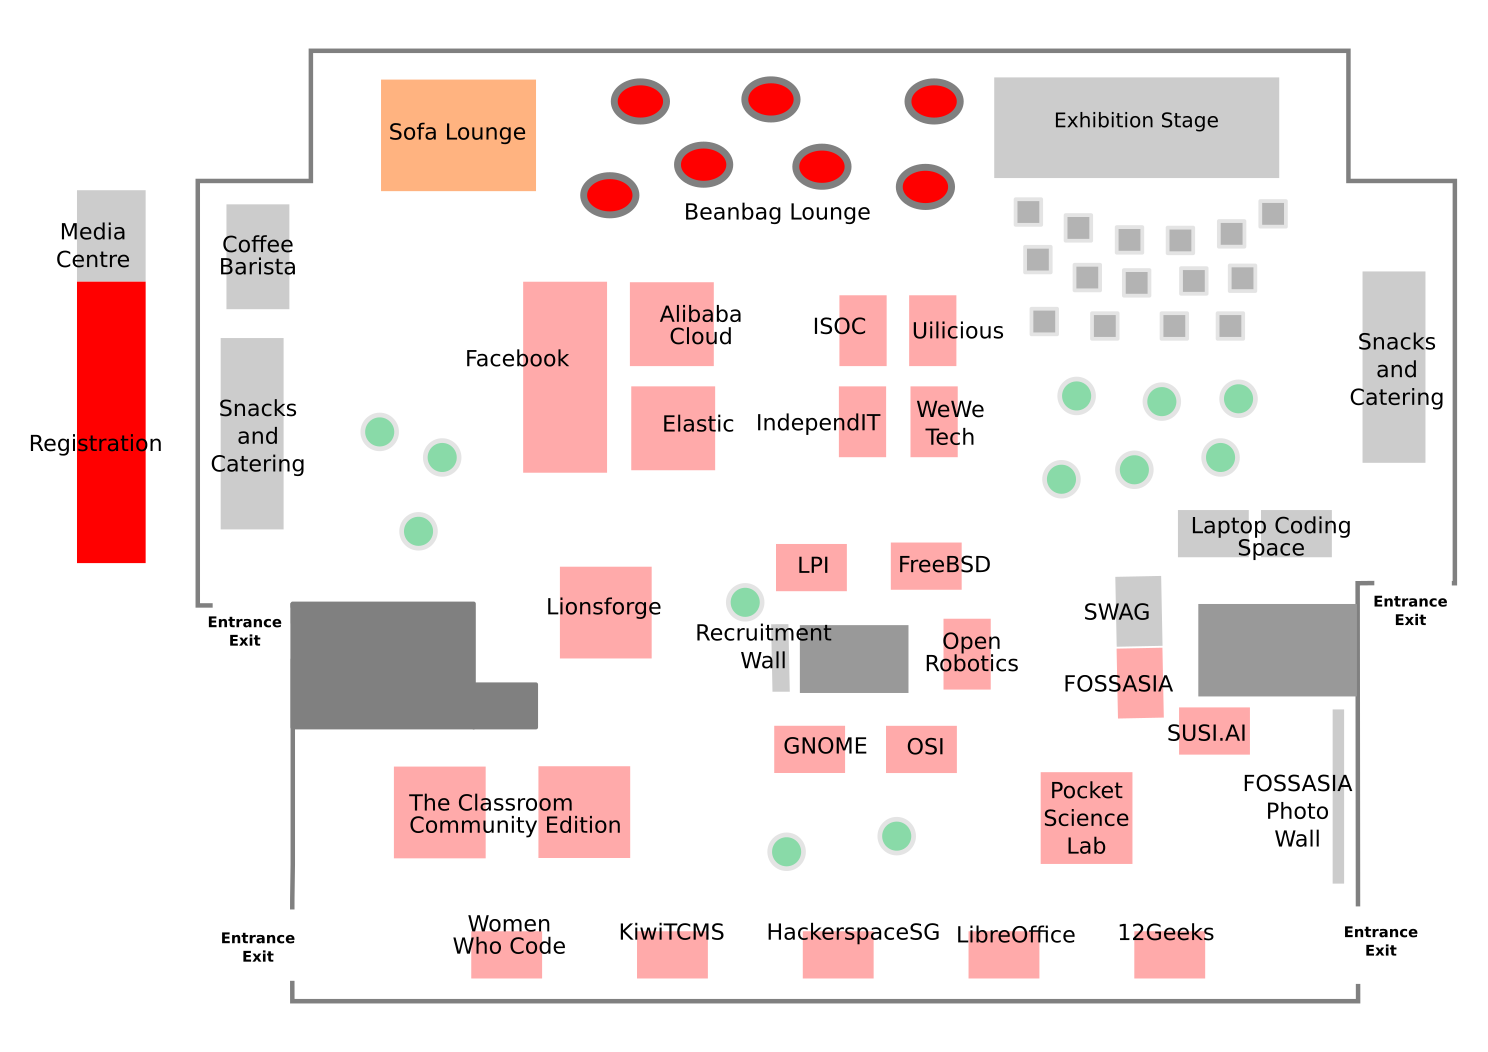 Sofa Lounge
Exhibition Stage
Beanbag Lounge
Media
Centre
Coffee
Barista
Registration
Snacks
and
Catering
Facebook
Alibaba
Cloud
Elastic
ISOC
Uilicious
IndependIT
WeWe
Tech
Snacks
and
Catering
Laptop Coding
Space
LPI
FreeBSD
Lionsforge
Recruitment
Wall
Open
Robotics
SWAG
FOSSASIA
SUSI.AI
Entrance
Exit
Entrance
Exit
GNOME
OSI
The Classroom
Community Edition
Pocket
Science
Lab
FOSSASIA
Photo
Wall
Women
Who Code
KiwiTCMS
HackerspaceSG
LibreOffice
12Geeks
Entrance
Exit
Entrance
Exit